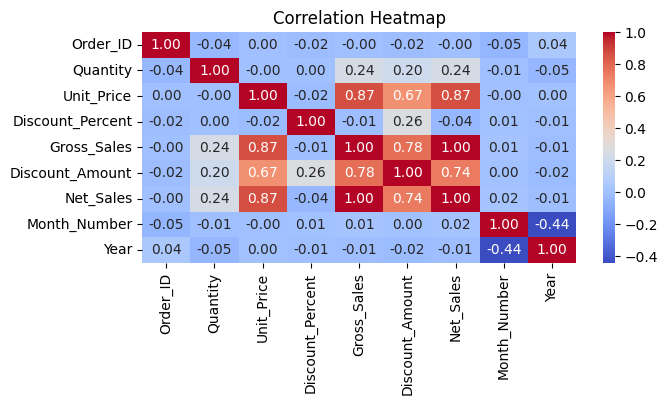 Correlation Heatmap
Order_ID 1.00 -0.04 0.00 -0.02 -0.00 -0.02 -0.00 -0.05 0.04
Quantity -0.04 1.00 -0.00 0.00 0.24 0.20 0.24 -0.01 -0.05
Unit_Price 0.00 -0.00 1.00 -0.02 0.87 0.67 0.87 -0.00 0.00
Discount_Percent -0.02 0.00 -0.02 1.00 -0.01 0.26 -0.04 0.01 -0.01
Gross_Sales -0.00 0.24 0.87 -0.01 1.00 0.78 1.00 0.01 -0.01
Discount_Amount -0.02 0.20 0.67 0.26 0.78 1.00 0.74 0.00 -0.02
Net_Sales -0.00 0.24 0.87 -0.04 1.00 0.74 1.00 0.02 -0.01
Month_Number -0.05 -0.01 -0.00 0.01 0.01 0.00 0.02 1.00 -0.44
Year 0.04 -0.05 0.00 -0.01 -0.01 -0.02 -0.01 -0.44 1.00
Order_ID
Quantity
Unit_Price
Discount_Percent
Gross_Sales
Discount_Amount
Net_Sales
Month_Number
Year
1.0
0.8
0.6
0.4
0.2
0.0
−0.2
−0.4